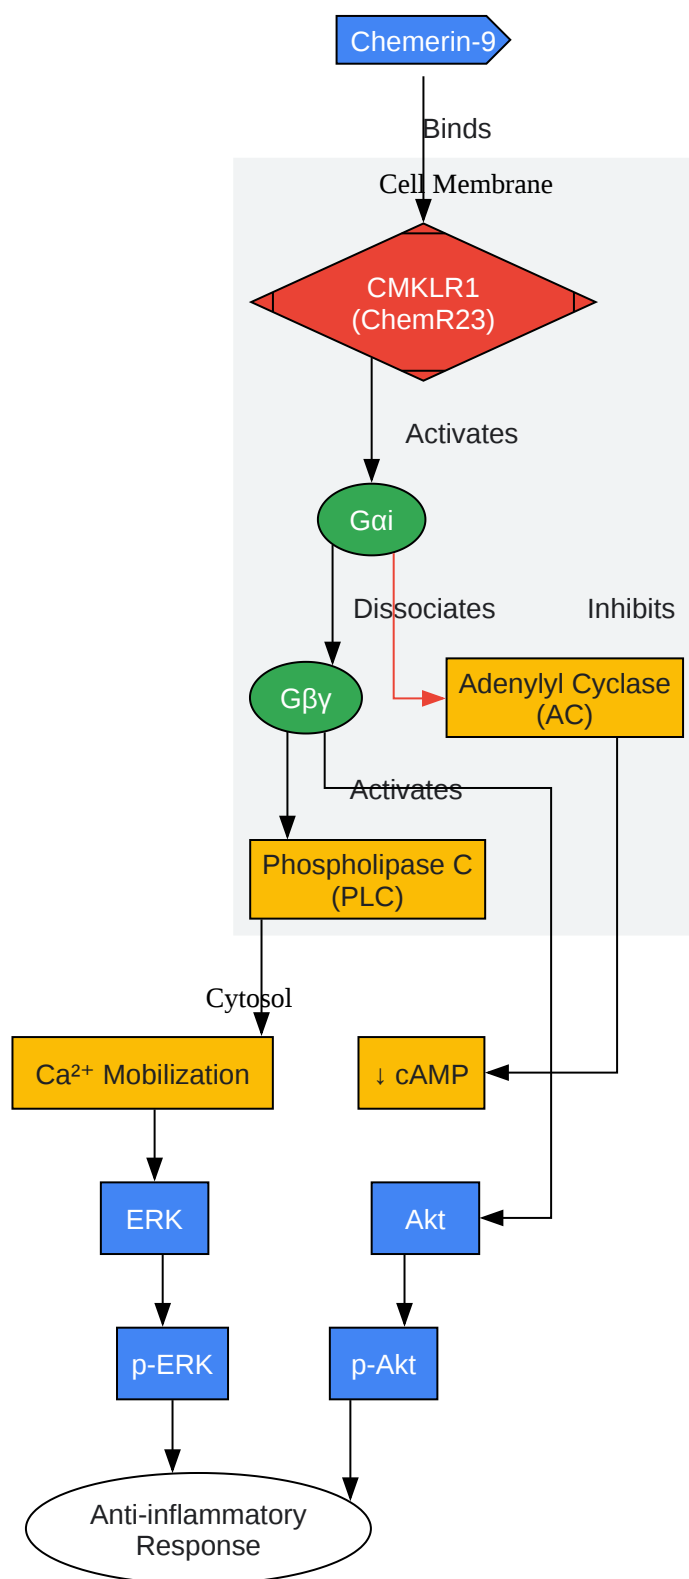 Chemerin-9
Binds
Cell Membrane
CMKLR1
(ChemR23)
Activates
Gαi
Dissociates
Inhibits
Gβγ
Adenylyl Cyclase
(AC)
Activates
Phospholipase C
(PLC)
Cytosol
Ca²⁺ Mobilization
↓ cAMP
ERK
Akt
p-ERK
p-Akt
Anti-inflammatory
Response